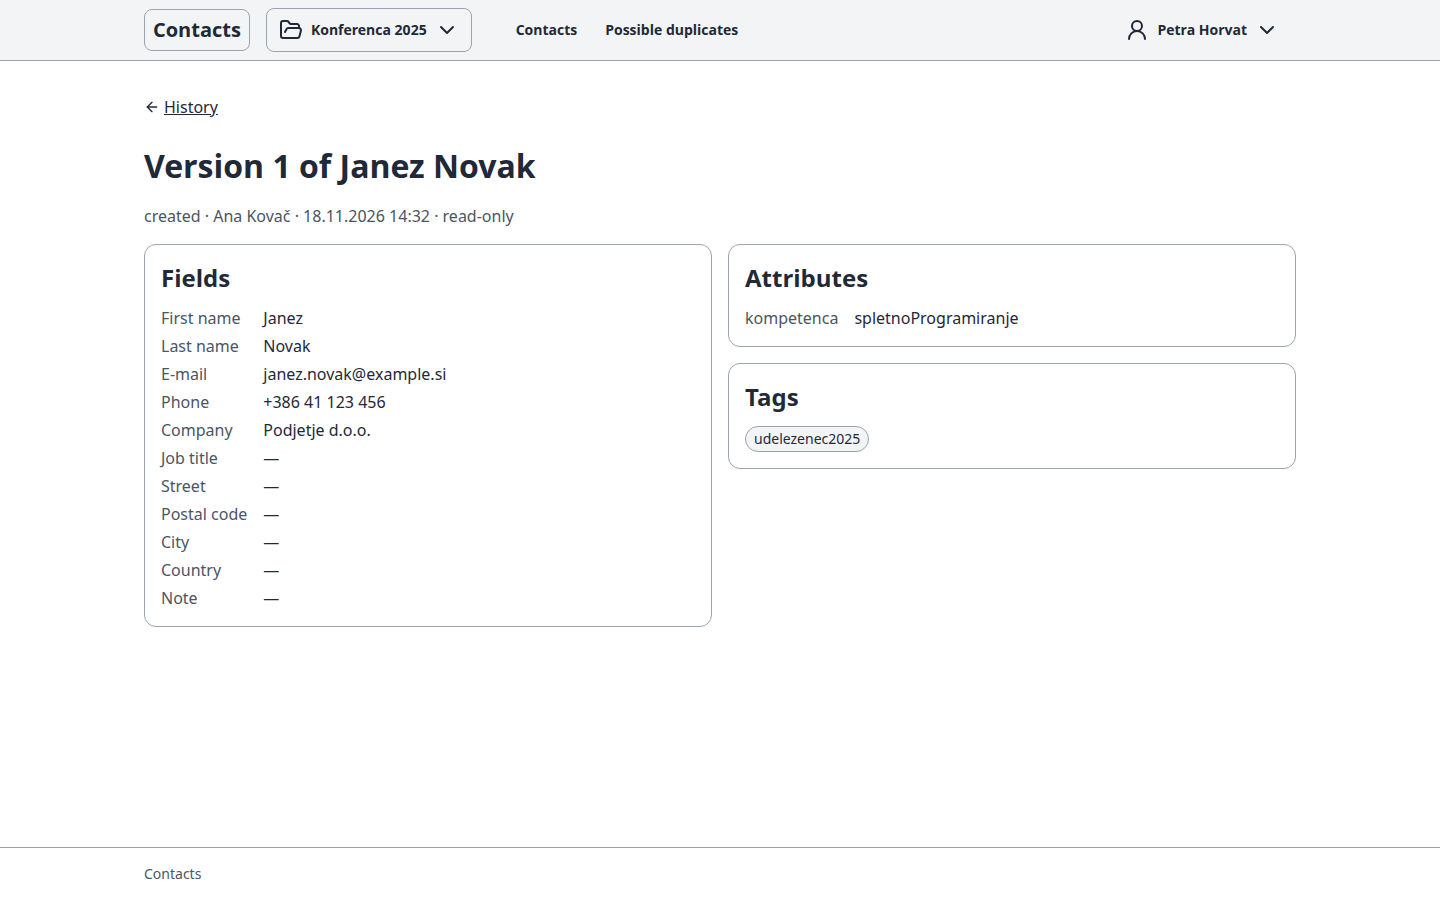 Contacts
Konferenca 2025
Contacts
Possible duplicates
Petra Horvat
← History
Version 1 of Janez Novak
created · Ana Kovač · 18.11.2026 14:32 · read-only
Fields
First name Janez
Last name Novak
E-mail janez.novak@example.si
Phone +386 41 123 456
Company Podjetje d.o.o.
Job title —
Street —
Postal code —
City —
Country —
Note —
Attributes
kompetenca spletnoProgramiranje
Tags
udelezenec2025
Contacts